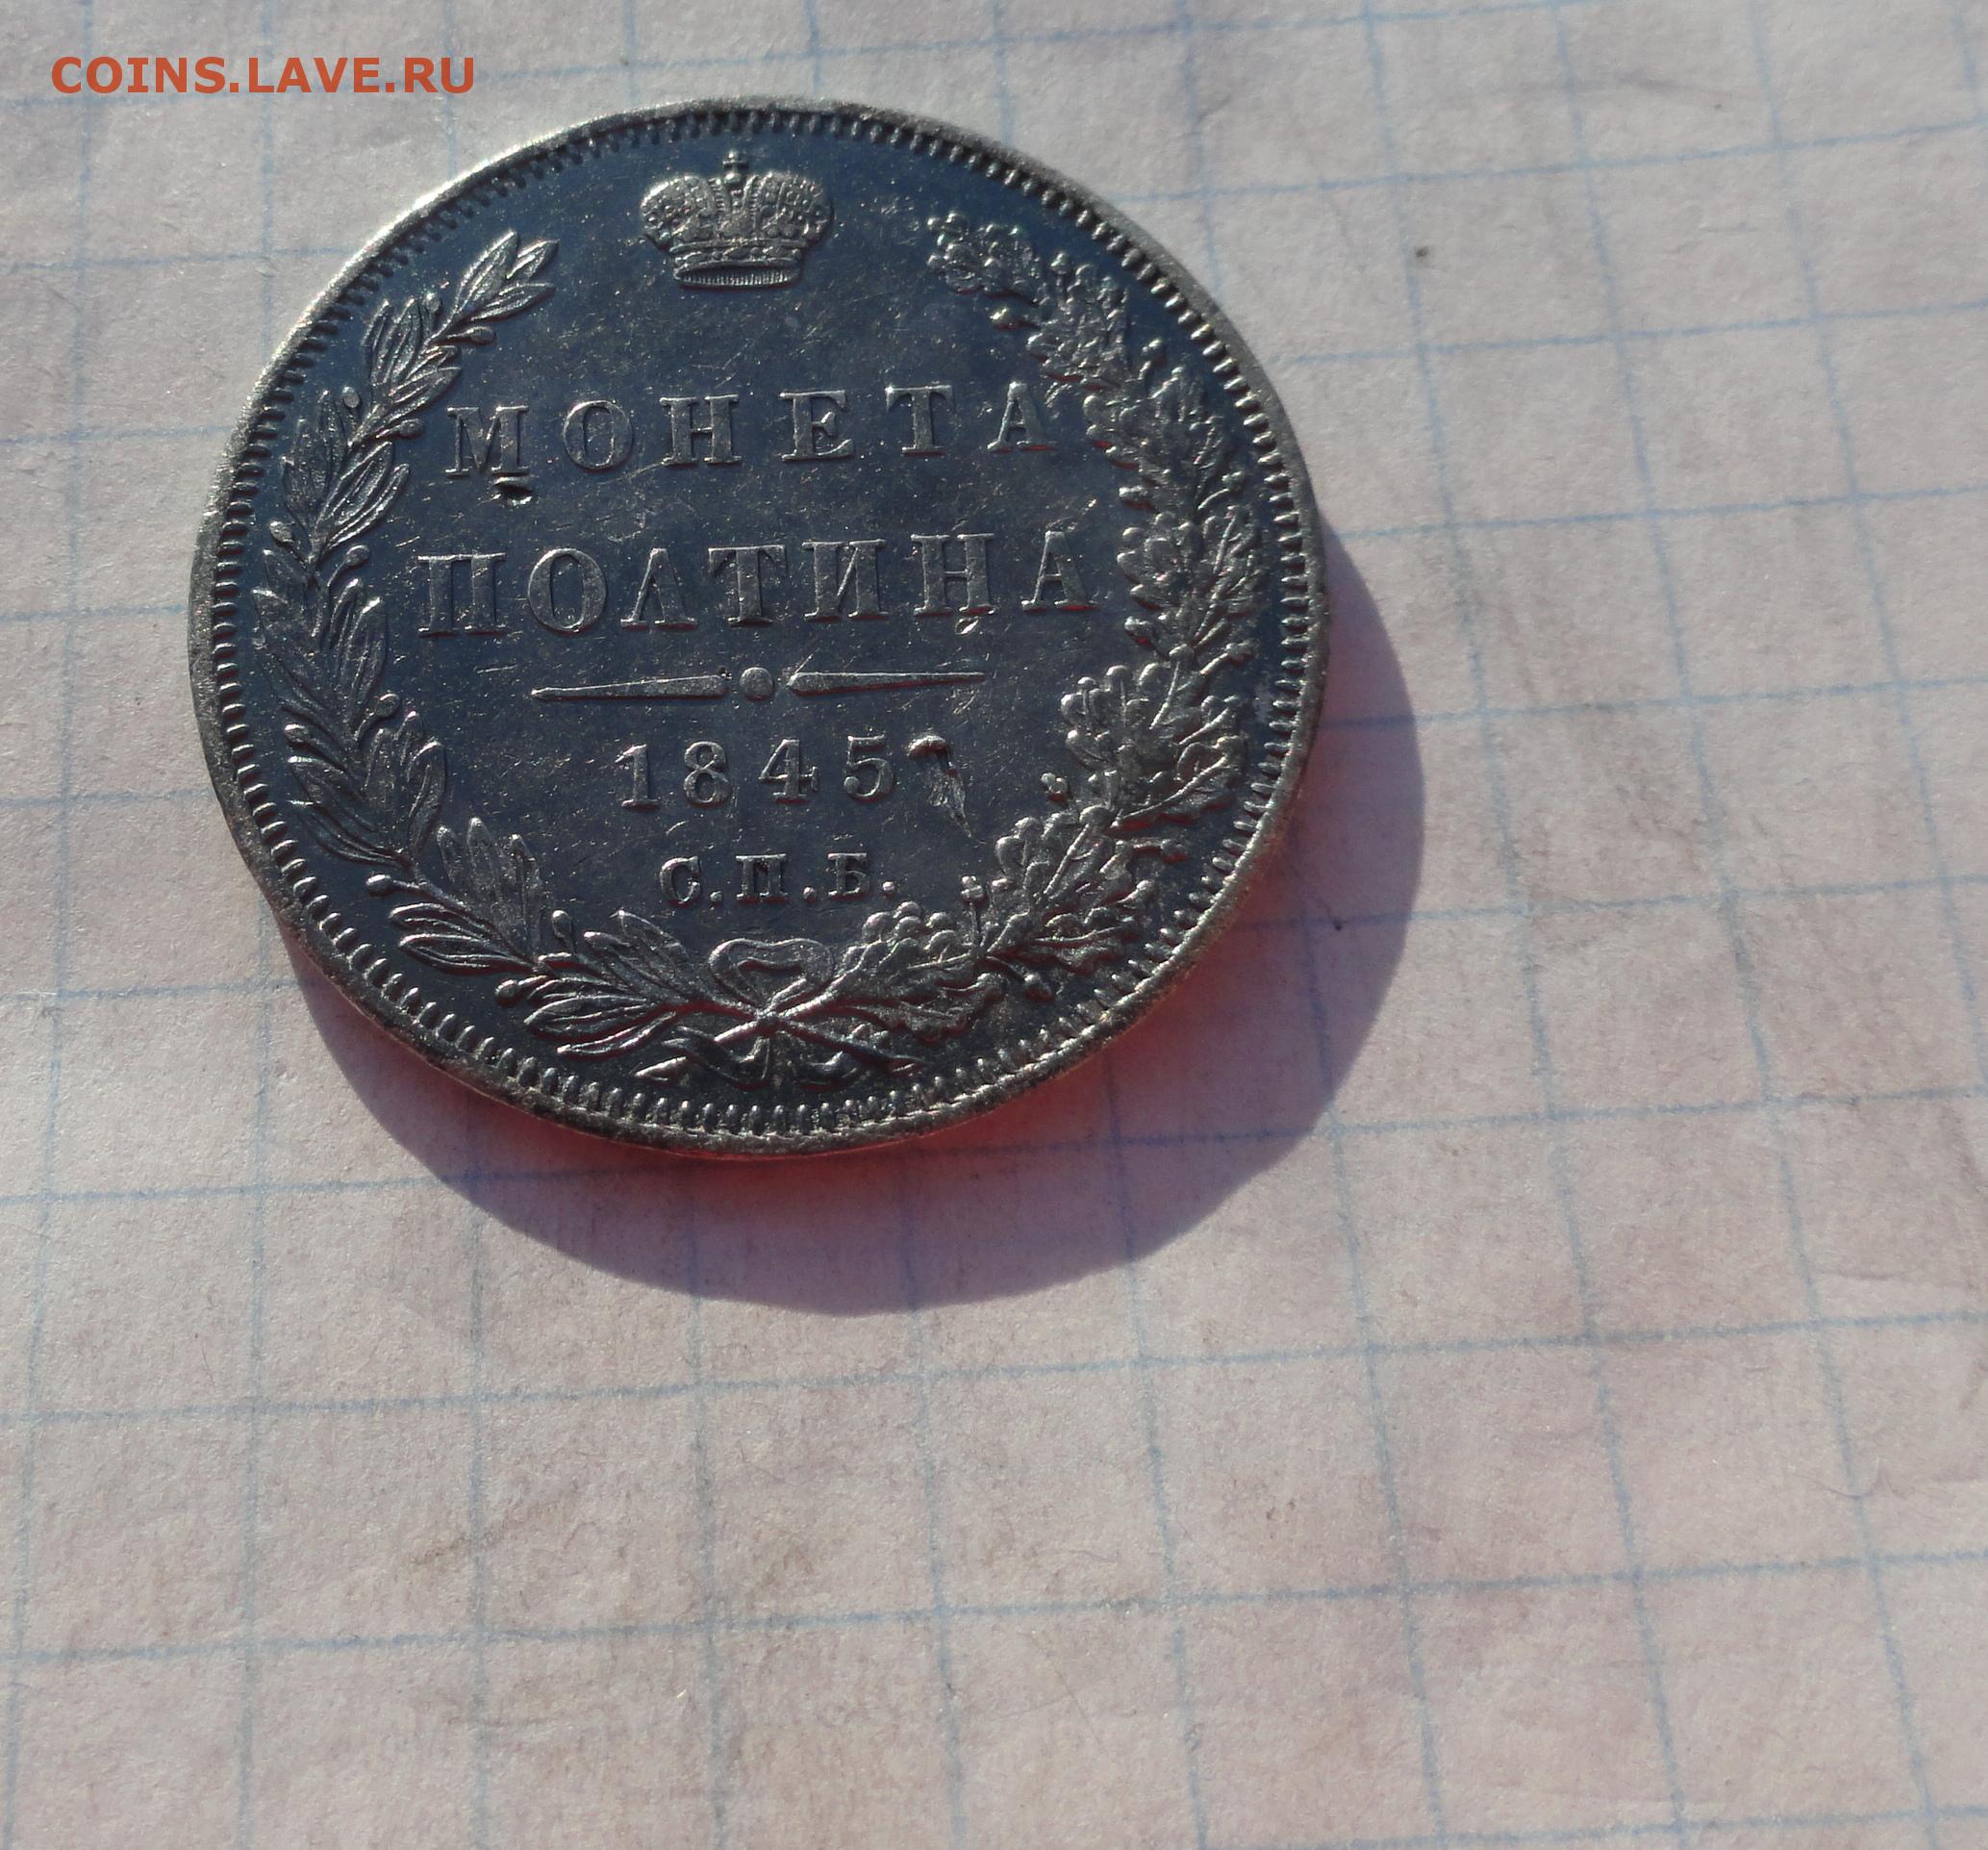 COINS.LAVE.RU
МОНЕТА
ПОЛТИНА
1845
С.П.Б.